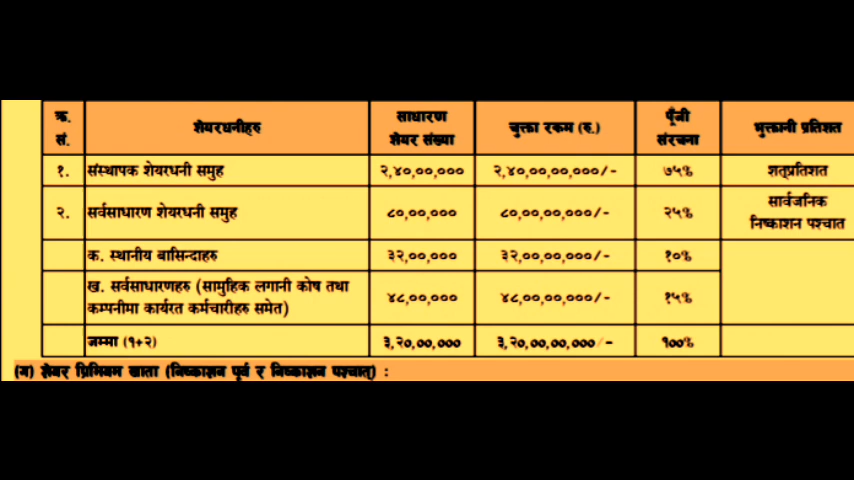 क्र. सं. शेयरधनीहरु साधारण शेयर संख्या चुक्ता रकम (रु.) पूँजी संरचना भुक्तानी प्रतिशत
१. संस्थापक शेयरधनी समुह २,४०,००,००० २,४०,००,००,०००/- ७५% शत्‌प्रतिशत
२. सर्वसाधारण शेयरधनी समुह ८०,००,००० ८०,००,००,०००/- २५% सार्वजनिक निष्काशन पश्चात
क. स्थानीय बासिन्दाहरु ३२,००,००० ३२,००,००,०००/- १०%
ख. सर्वसाधारणहरु (सामुहिक लगानी कोष तथा
कम्पनीमा कार्यरत कर्मचारीहरु समेत) ४८,००,००० ४८,००,००,०००/- १५%
जम्मा (१+२) ३,२०,००,००० ३,२०,००,००,०००/- १००%
(ग) शेयर प्रिमियम खाता (निष्काशन पूर्व र निष्काशन पश्चात्) :